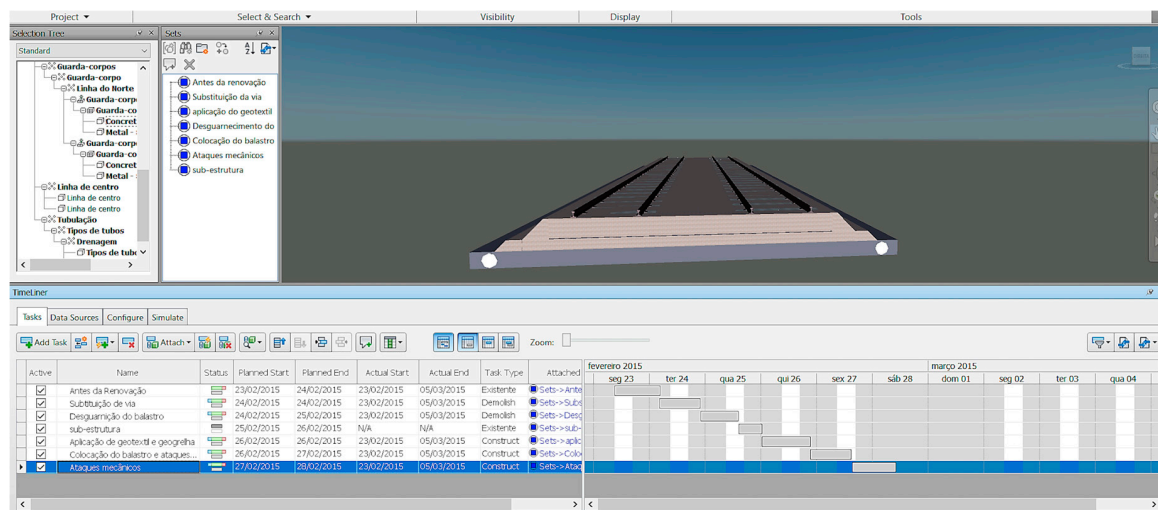 Project Select & Search Visibility Display Tools
Selection Tree
Standard
Guarda-corpos
Guarda-corpo
Linha do Norte
Guarda-corp
Guarda-co
Concret
Metal -
Guarda-corp
Guarda-co
Concret
Metal -
Linha de centro
Linha de centro
Linha de centro
Tubulação
Tipos de tubos
Drenagem
Tipos de tub
Sets
Antes da renovação
Substituição da via
aplicação do geotextil
Desguarnecimento do
Colocação do balastro
Ataques mecânicos
sub-estrutura
TimeLiner
Tasks Data Sources Configure Simulate
Add Task Attach Zoom:
Active Name Status Planned Start Planned End Actual Start Actual End Task Type Attached
fevereiro 2015 março 2015
seg 23 ter 24 qua 25 qui 26 sex 27 sáb 28 dom 01 seg 02 ter 03 qua 04
Antes da Renovação 23/02/2015 24/02/2015 23/02/2015 05/03/2015 Existente Sets->Ante
Subtituição de via 24/02/2015 24/02/2015 23/02/2015 05/03/2015 Demolish Sets->Subs
Desguarnição do balastro 24/02/2015 25/02/2015 23/02/2015 05/03/2015 Demolish Sets->Desg
sub-estrutura 25/02/2015 26/02/2015 N/A N/A Existente Sets->sub-
Aplicação de geotextil e geogrelha 26/02/2015 26/02/2015 23/02/2015 05/03/2015 Construct Sets->aplic
Colocação do balastro e ataques... 26/02/2015 27/02/2015 23/02/2015 05/03/2015 Construct Sets->Colo
Ataques mecânicos 27/02/2015 28/02/2015 23/02/2015 05/03/2015 Construct Sets->Ataq